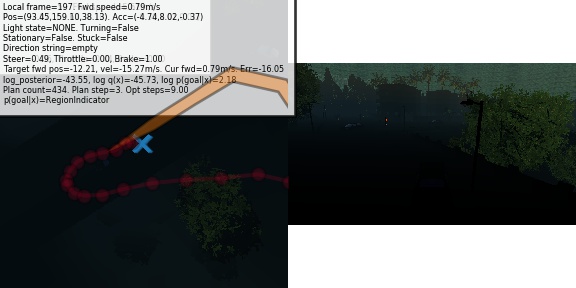 Local frame=197. Fwd speed=0.79m/s
Pos=(93.45,159.10,38.13). Acc=(-4.74,8.02,-0.37)
Light state=NONE. Turning=False
Stationary=False. Stuck=False
Direction string=empty
Steer=0.49, Throttle=0.00, Brake=1.00
Target fwd pos=-12.21, vel=-15.27m/s. Cur fwd=0.79m/s. Err=-16.05
log_posterior=-43.55, log q(x)=-45.73, log p(goal|x)=2.18
Plan count=434. Plan step=3. Opt steps=9.00
p(goal|x)=RegionIndicator